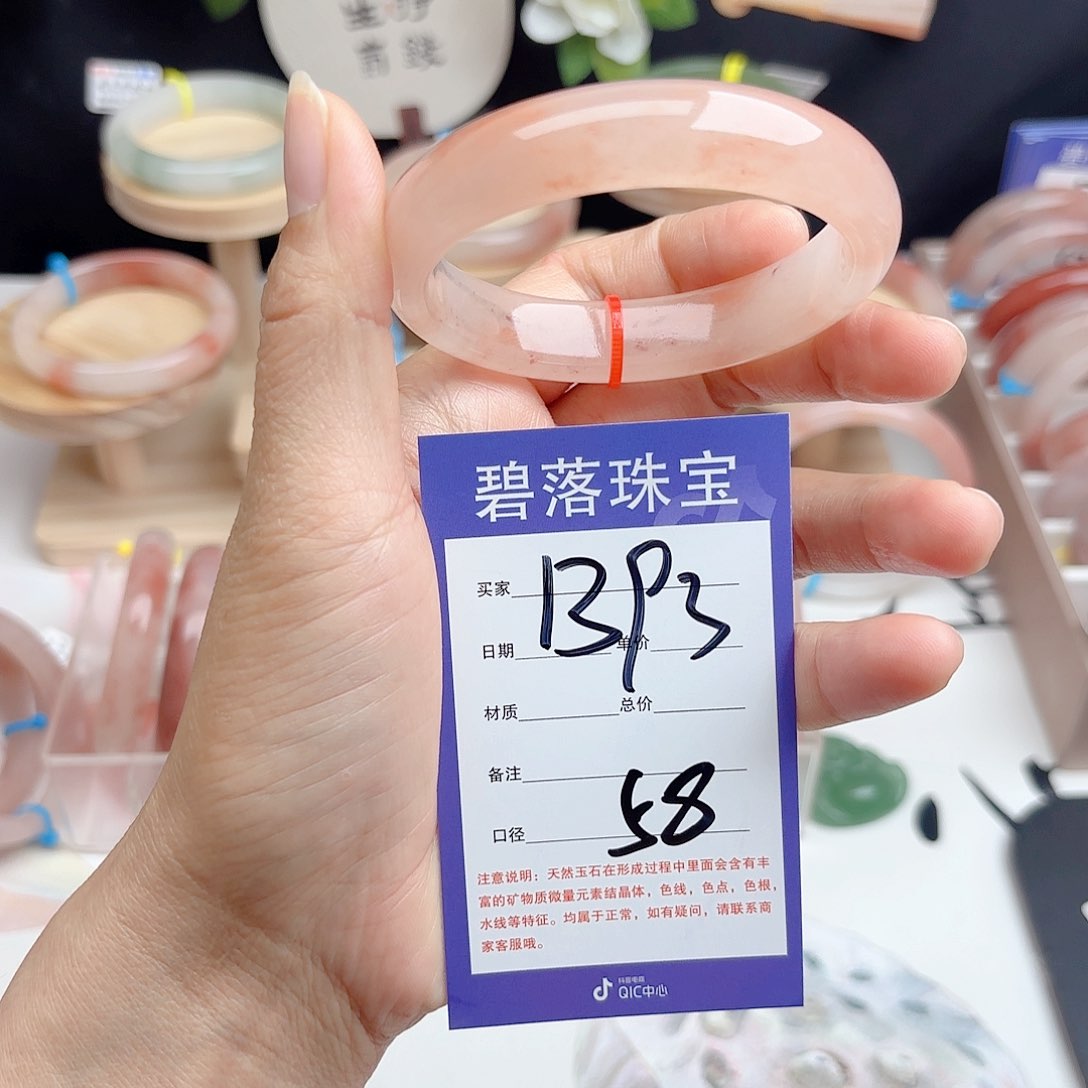 碧落珠宝
买家
BP3
日期 单价
材质 总价
备注
口径 58
注意说明：天然玉石在形成过程中里面会含有丰
富的矿物质微量元素结晶体，色线，色点，色根，
水线等特征。均属于正常，如有疑问，请联系商
家客服哦。
抖音电商
QIC中心